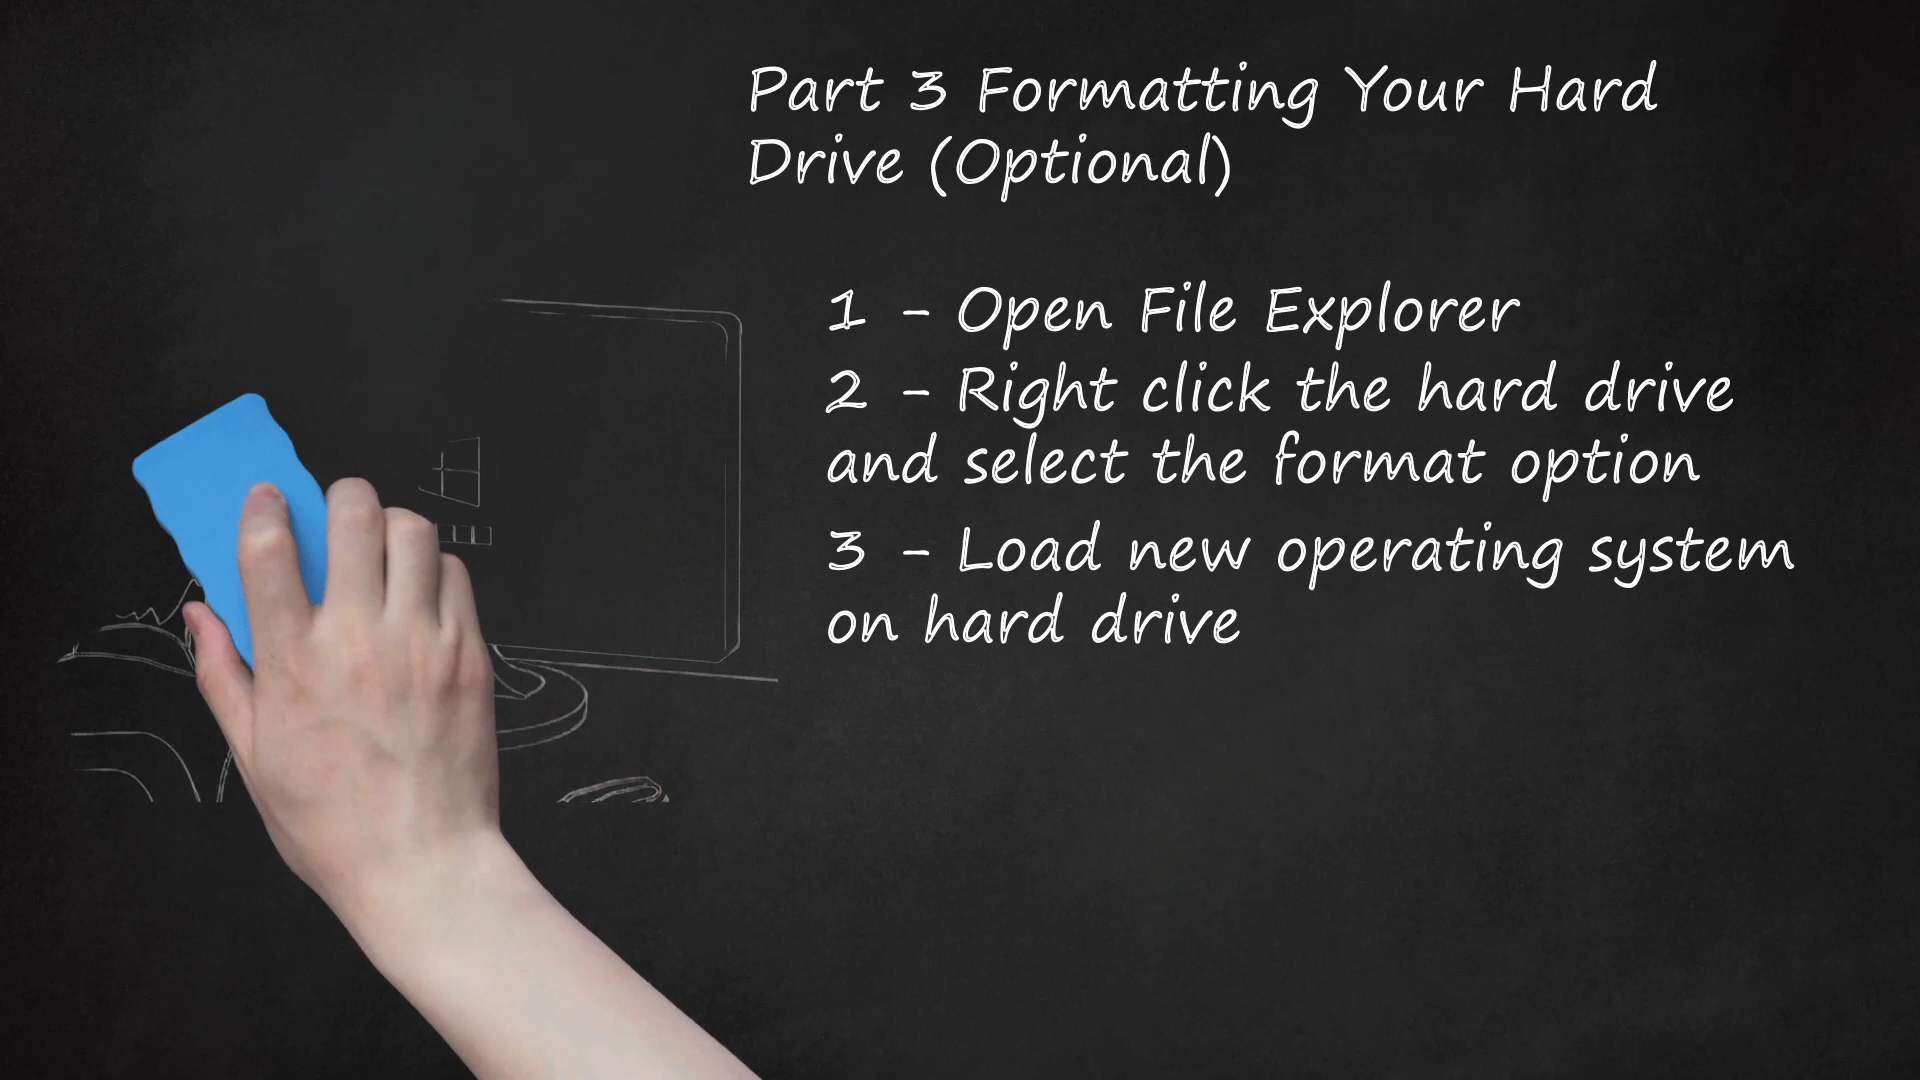 Part 3 Formatting Your Hard
Drive (Optional)
1 - Open File Explorer
2 - Right click the hard drive
and select the format option
3 - Load new operating system
on hard drive